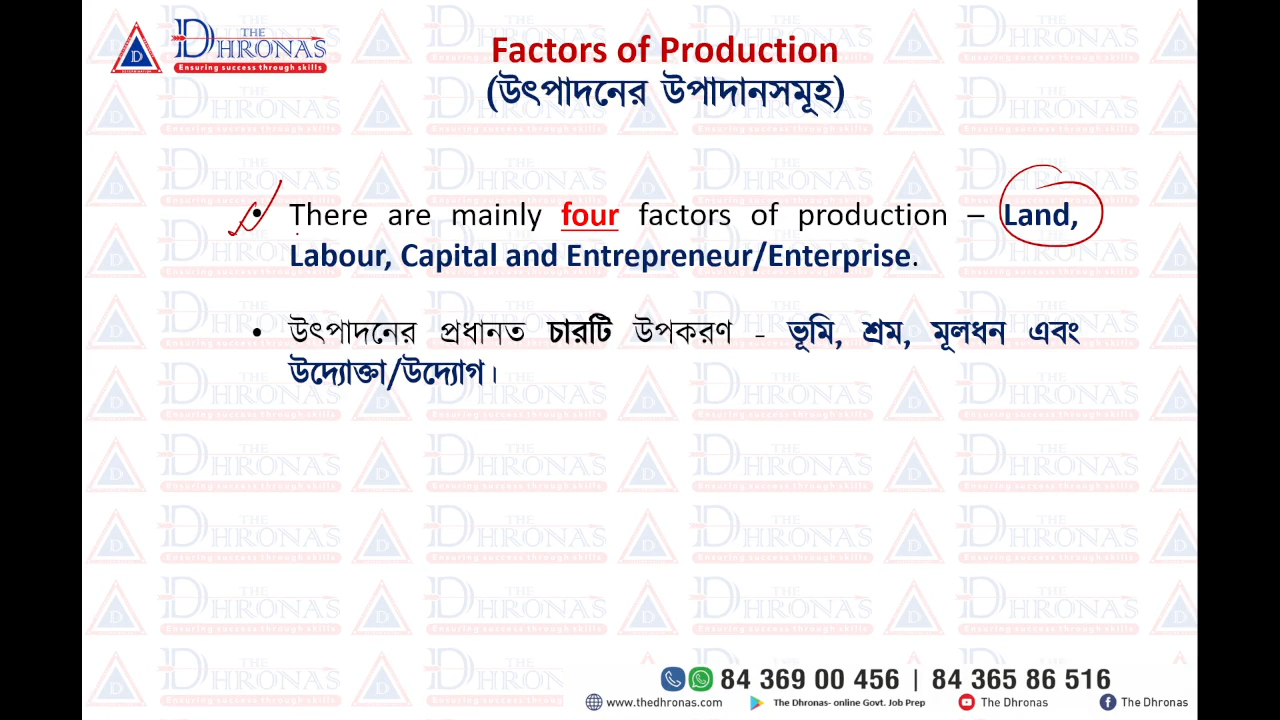 THE
DHRONAS
Ensuring success through skills
Factors of Production
(উৎপাদনের উপাদানসমূহ)
• There are mainly four factors of production – Land,
Labour, Capital and Entrepreneur/Enterprise.
• উৎপাদনের প্রধানত চারটি উপকরণ - ভূমি, শ্রম, মূলধন এবং
উদ্যোক্তা/উদ্যোগ।
84 369 00 456 | 84 365 86 516
www.thedhronas.com The Dhronas- online Govt. Job Prep The Dhronas The Dhronas